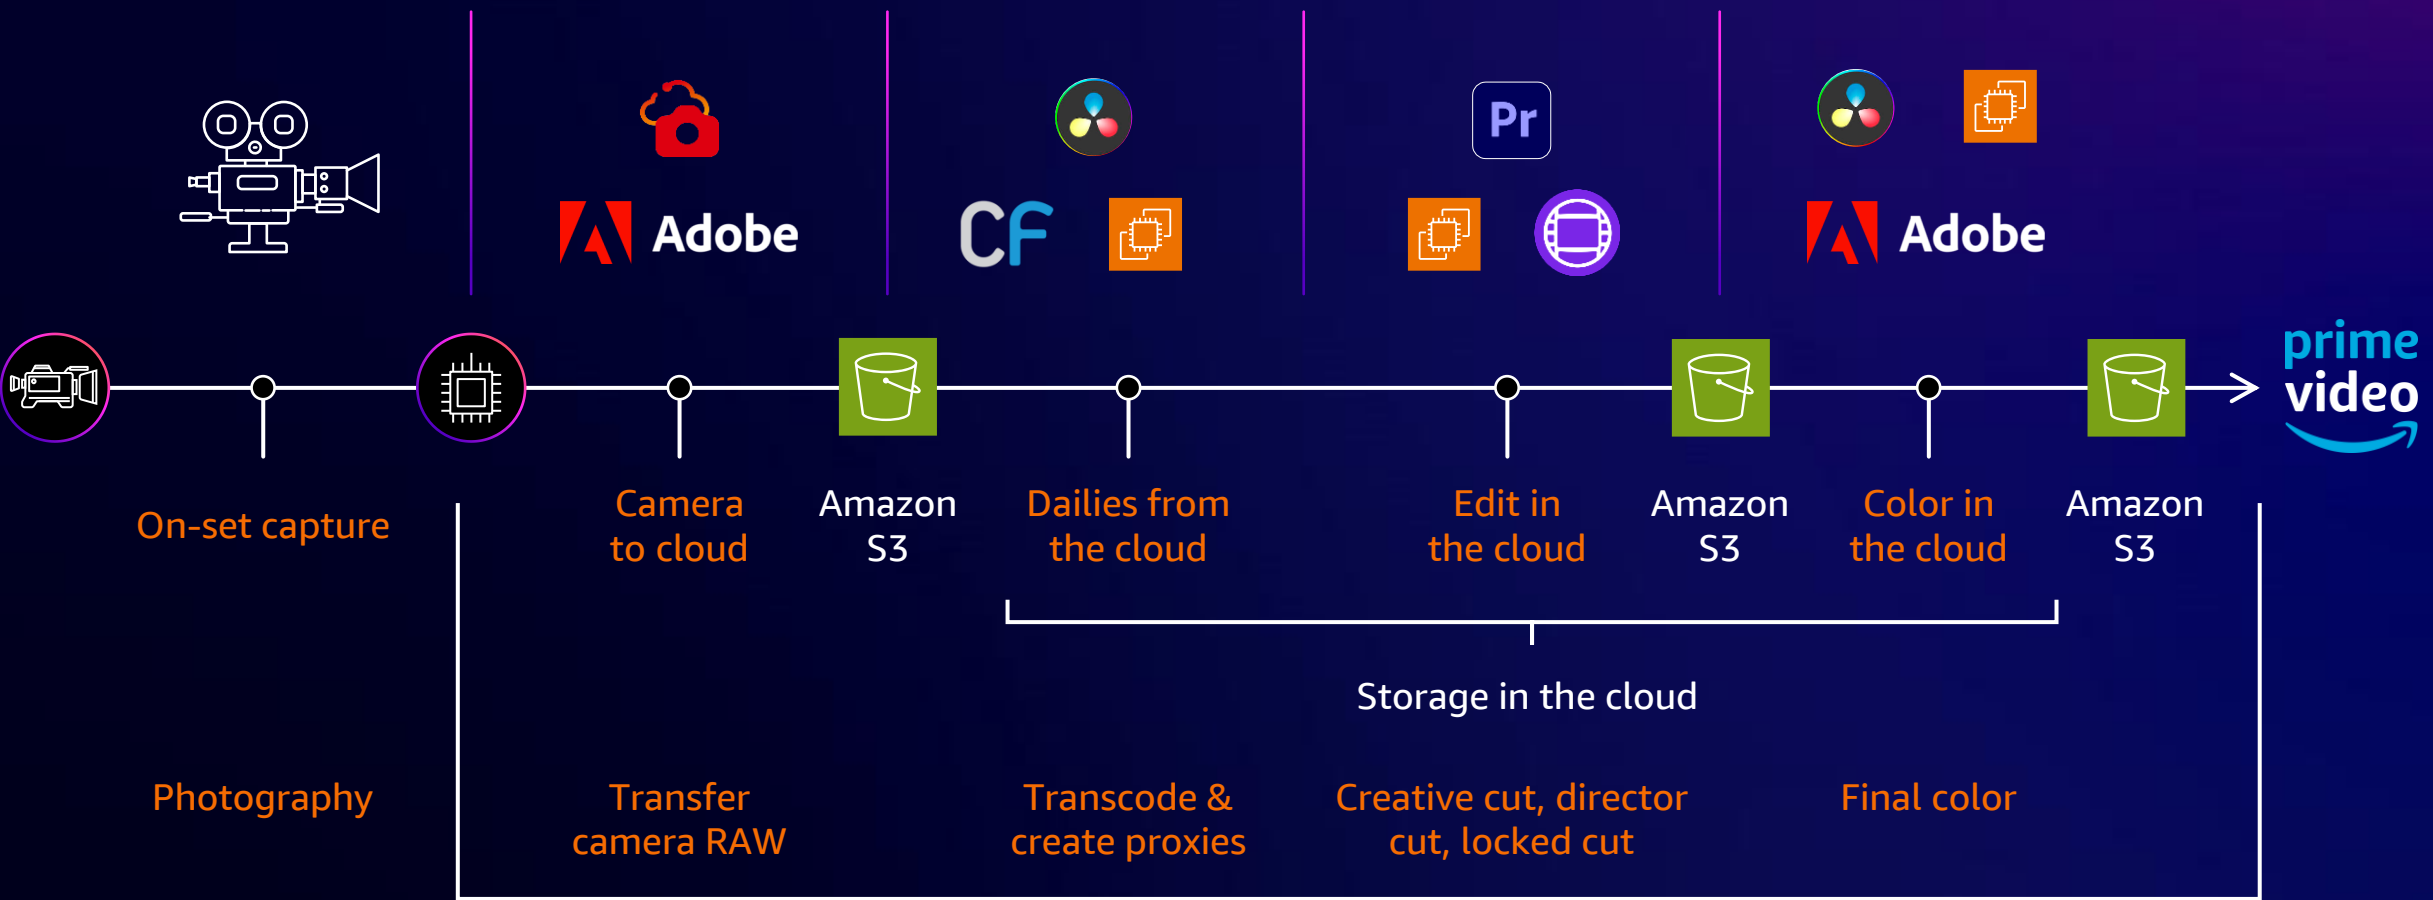 Adobe
CF
Pr
Adobe
prime
video
On-set capture
Camera
to cloud
Amazon
S3
Dailies from
the cloud
Edit in
the cloud
Amazon
S3
Color in
the cloud
Amazon
S3
Storage in the cloud
Photography
Transfer
camera RAW
Transcode &
create proxies
Creative cut, director
cut, locked cut
Final color